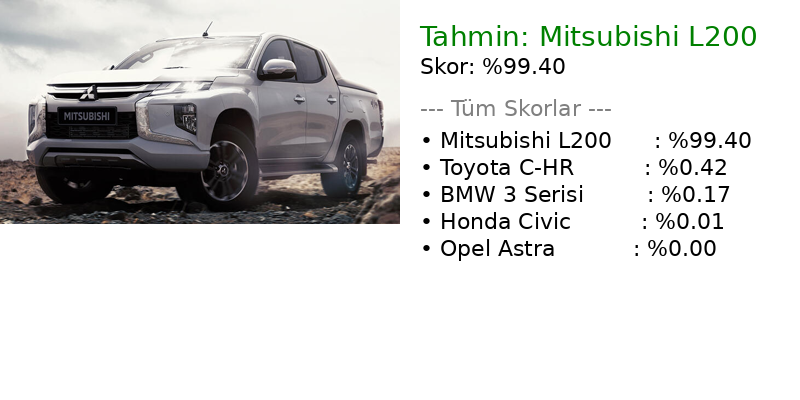 MITSUBISHI
Tahmin: Mitsubishi L200
Skor: %99.40
--- Tüm Skorlar ---
• Mitsubishi L200 : %99.40
• Toyota C-HR : %0.42
• BMW 3 Serisi : %0.17
• Honda Civic : %0.01
• Opel Astra : %0.00